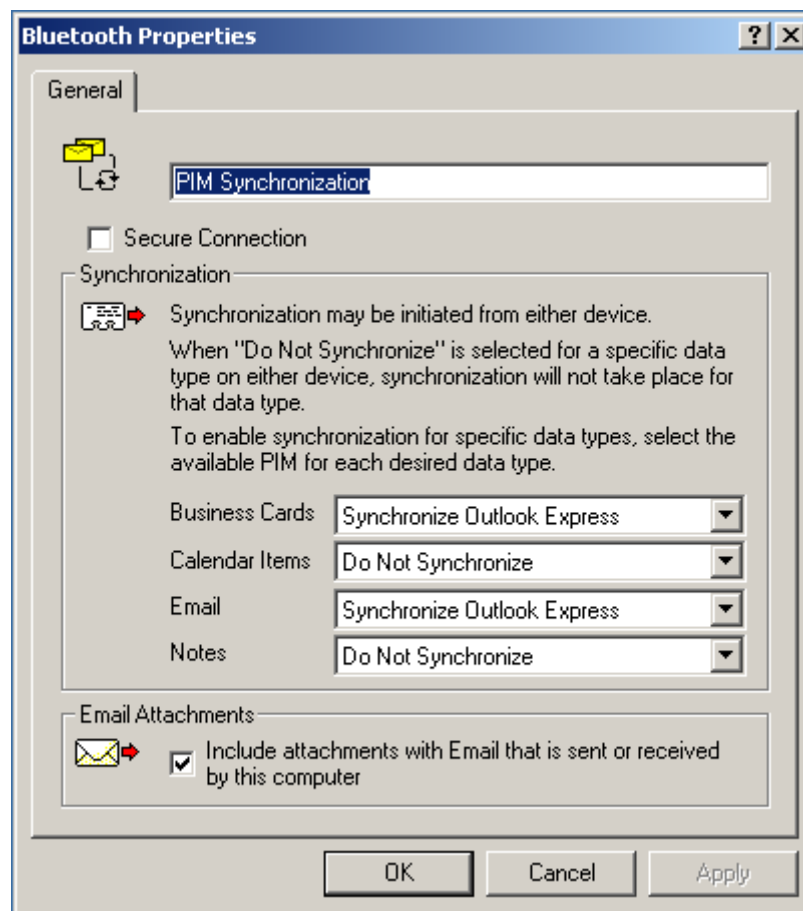 Bluetooth Properties
General
PIM Synchronization
Secure Connection
Synchronization
Synchronization may be initiated from either device.
When "Do Not Synchronize" is selected for a specific data
type on either device, synchronization will not take place for
that data type.
To enable synchronization for specific data types, select the
available PIM for each desired data type.
Business Cards Synchronize Outlook Express
Calendar Items Do Not Synchronize
Email Synchronize Outlook Express
Notes Do Not Synchronize
Email Attachments
Include attachments with Email that is sent or received
by this computer
OK Cancel Apply